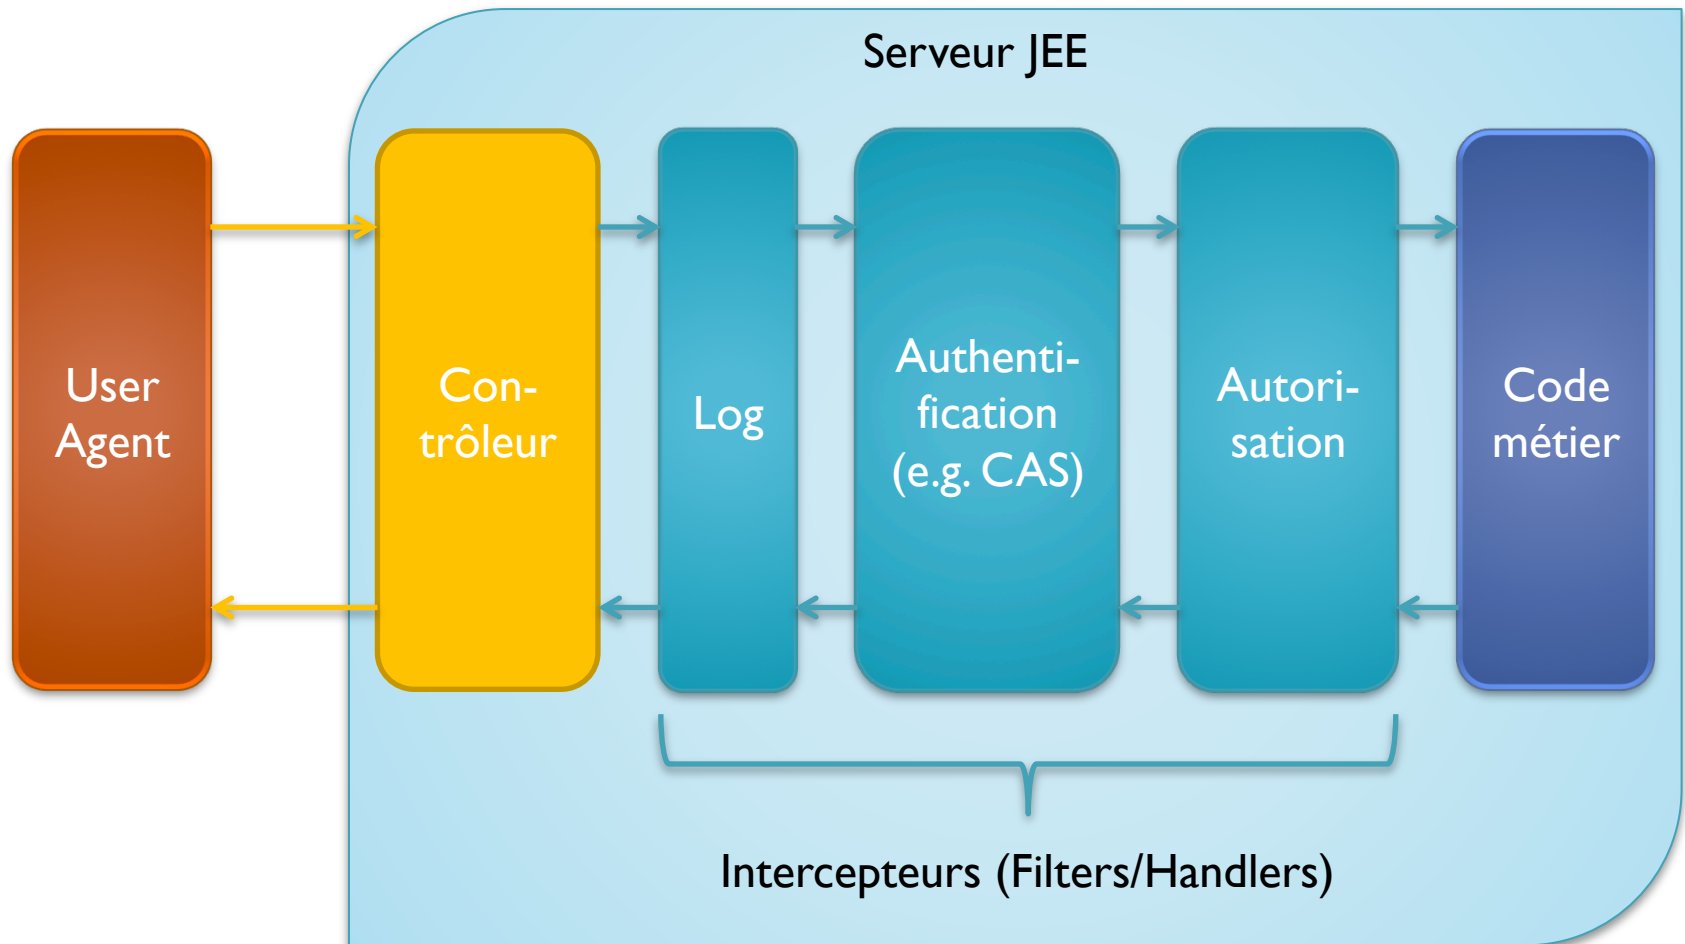 Serveur JEE
User
Agent
Con-
trôleur
Log
Authenti-
fication
(e.g. CAS)
Autori-
sation
Code
métier
Intercepteurs (Filters/Handlers)